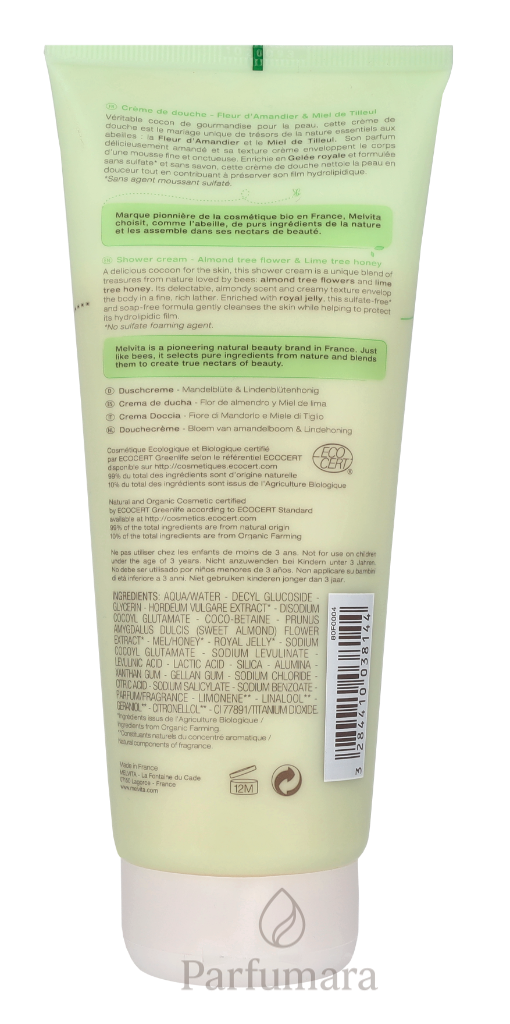 Crème de douche - Fleur d'Amandier & Miel de Tilleul
Véritable cocon de gourmandise pour la peau, cette crème de
douche est le mariage unique de trésors de la nature essentiels aux
abeilles : la Fleur d'Amandier et le Miel de Tilleul. Son parfum
délicieusement amandé et sa texture crème enveloppent le corps
d'une mousse fine et onctueuse. Enrichie en Gelée royale et formulée
sans sulfate* et sans savon, cette crème de douche nettoie la peau en
douceur tout en contribuant à préserver son film hydrolipidique.
*Sans agent moussant sulfaté.
Marque pionnière de la cosmétique bio en France, Melvita
choisit, comme l'abeille, de purs ingrédients de la nature
et les assemble dans ses nectars de beauté.
Shower cream - Almond tree flower & Lime tree honey
A delicious cocoon for the skin, this shower cream is a unique blend of
treasures from nature loved by bees: almond tree flowers and lime
tree honey. Its delectable, almondy scent and creamy texture envelop
the body in a fine, rich lather. Enriched with royal jelly, this sulfate-free*
and soap-free formula gently cleanses the skin while helping to protect
its hydrolipidic film.
*No sulfate foaming agent.
Melvita is a pioneering natural beauty brand in France. Just
like bees, it selects pure ingredients from nature and blends
them to create true nectars of beauty.
D Duschcreme - Mandelblüte & Lindenblütenhonig
Crema de ducha - Flor de almendro y Miel de lima
Crema Doccia - Fiore di Mandorlo e Miele di Tiglio
Douchecrème - Bloem van amandelboom & Lindehoning
Cosmétique Ecologique et Biologique certifié
par ECOCERT Greenlife selon le référentiel ECOCERT
disponible sur http://cosmetiques.ecocert.com
98% du total des ingrédients sont d'origine naturelle
10% du total des ingrédients sont issus de l'Agriculture Biologique
ECO
CERT
®
Natural and Organic Cosmetic certified
by ECOCERT Greenlife according to ECOCERT Standard
available at http://cosmetics.ecocert.com
98% of the total ingredients are from natural origin
10% of the total ingredients are from Organic Farming
Ne pas utiliser chez les enfants de moins de 3 ans. Not for use on children
under the age of 3 years. Nicht anzuwenden bei Kindern unter 3 Jahren.
No debe ser utilizado por niños menores de 3 años. Non applicare su bambini
di età inferiore a 3 anni. Niet gebruiken kinderen jonger dan 3 jaar.
INGREDIENTS: AQUA/WATER - DECYL GLUCOSIDE -
GLYCERIN - HORDEUM VULGARE EXTRACT* - DISODIUM
COCOYL GLUTAMATE - COCO-BETAINE - PRUNUS
AMYGDALUS DULCIS (SWEET ALMOND) FLOWER
EXTRACT* - MEL/HONEY* - ROYAL JELLY* - SODIUM
COCOYL GLUTAMATE - SODIUM LEVULINATE -
LEVULINIC ACID - LACTIC ACID - SILICA - ALUMINA -
XANTHAN GUM - GELLAN GUM - SODIUM CHLORIDE -
CITRIC ACID - SODIUM SALICYLATE - SODIUM BENZOATE -
PARFUM/FRAGRANCE - LIMONENE** - LINALOOL** -
GERANIOL** - CITRONELLOL** - CI 77891/TITANIUM DIOXIDE.
*Ingrédients issus de l'Agriculture Biologique /
Ingredients from Organic Farming.
**Constituants naturels du concentré aromatique /
Natural components of fragrance.
80F0004
3 284410 038144
Made in France
MELVITA - La Fontaine du Cade
07150 Lagorce - France
www.melvita.com
12M
Parfumara